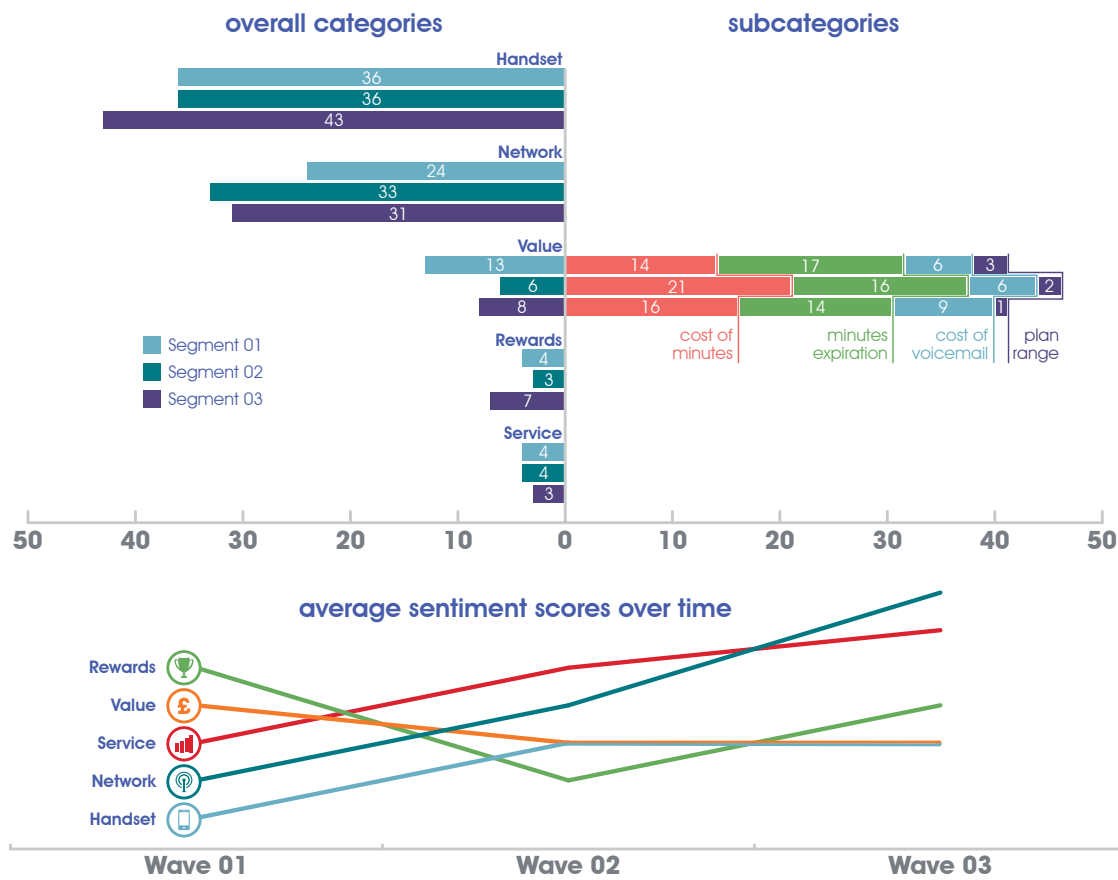 overall categories
subcategories
Handset
36
36
43
Network
24
33
31
Value
13 14 17 6 3
6 21 16 6 2
8 16 14 9 1
cost of
minutes
minutes
expiration
cost of
voicemail
plan
range
Segment 01
Segment 02
Segment 03
Rewards
4
3
7
Service
4
4
3
50 40 30 20 10 0 10 20 30 40 50
average sentiment scores over time
Rewards
Value
£
Service
Network
Handset
Wave 01 Wave 02 Wave 03